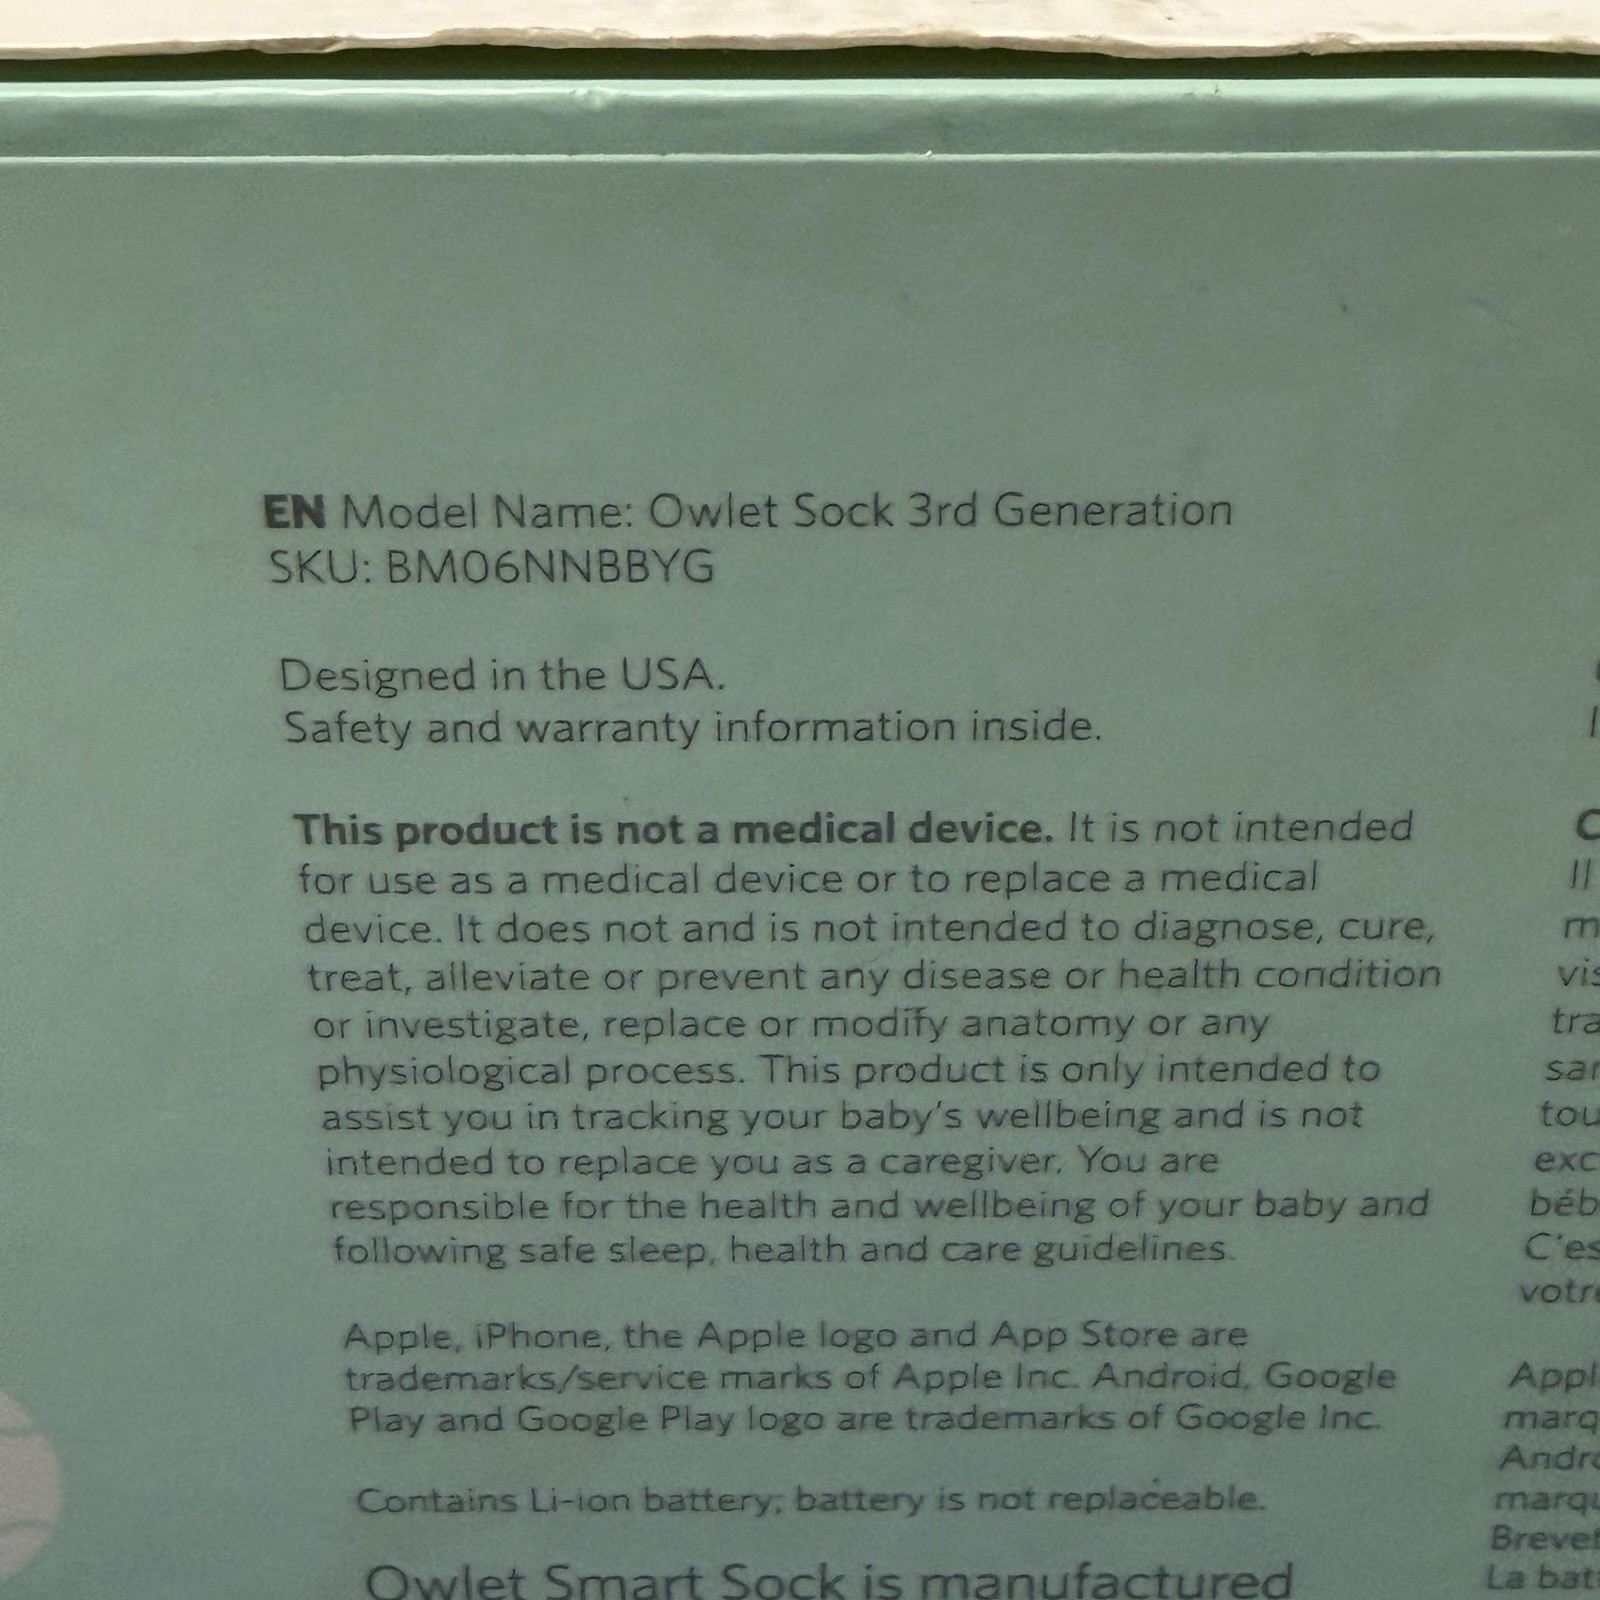 EN Model Name: Owlet Sock 3rd Generation
SKU: BM06NNBBYG
Designed in the USA.
Safety and warranty information inside.
This product is not a medical device. It is not intended
for use as a medical device or to replace a medical
device. It does not and is not intended to diagnose, cure,
treat, alleviate or prevent any disease or health condition
or investigate, replace or modify anatomy or any
physiological process. This product is only intended to
assist you in tracking your baby's wellbeing and is not
intended to replace you as a caregiver. You are
responsible for the health and wellbeing of your baby and
following safe sleep, health and care guidelines.
Apple, iPhone, the Apple logo and App Store are
trademarks/service marks of Apple Inc. Android, Google
Play and Google Play logo are trademarks of Google Inc.
Contains Li-ion battery; battery is not replaceable.
Owlet Smart Sock is manufactured
Il
C'es